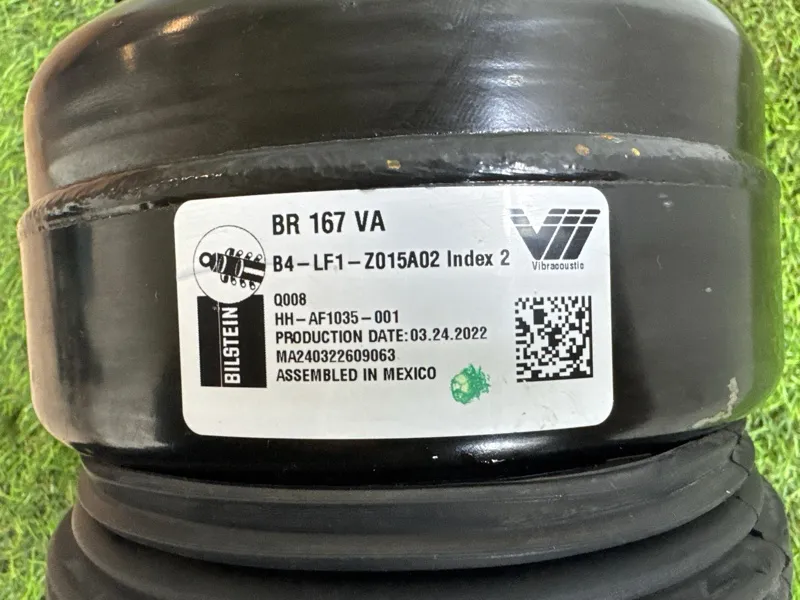 BR 167 VA
B4-LF1-Z015A02 Index 2
Vibracoustic
BILSTEIN
Q008
HH-AF1035-001
PRODUCTION DATE: 03.24.2022
MA240322609063
ASSEMBLED IN MEXICO